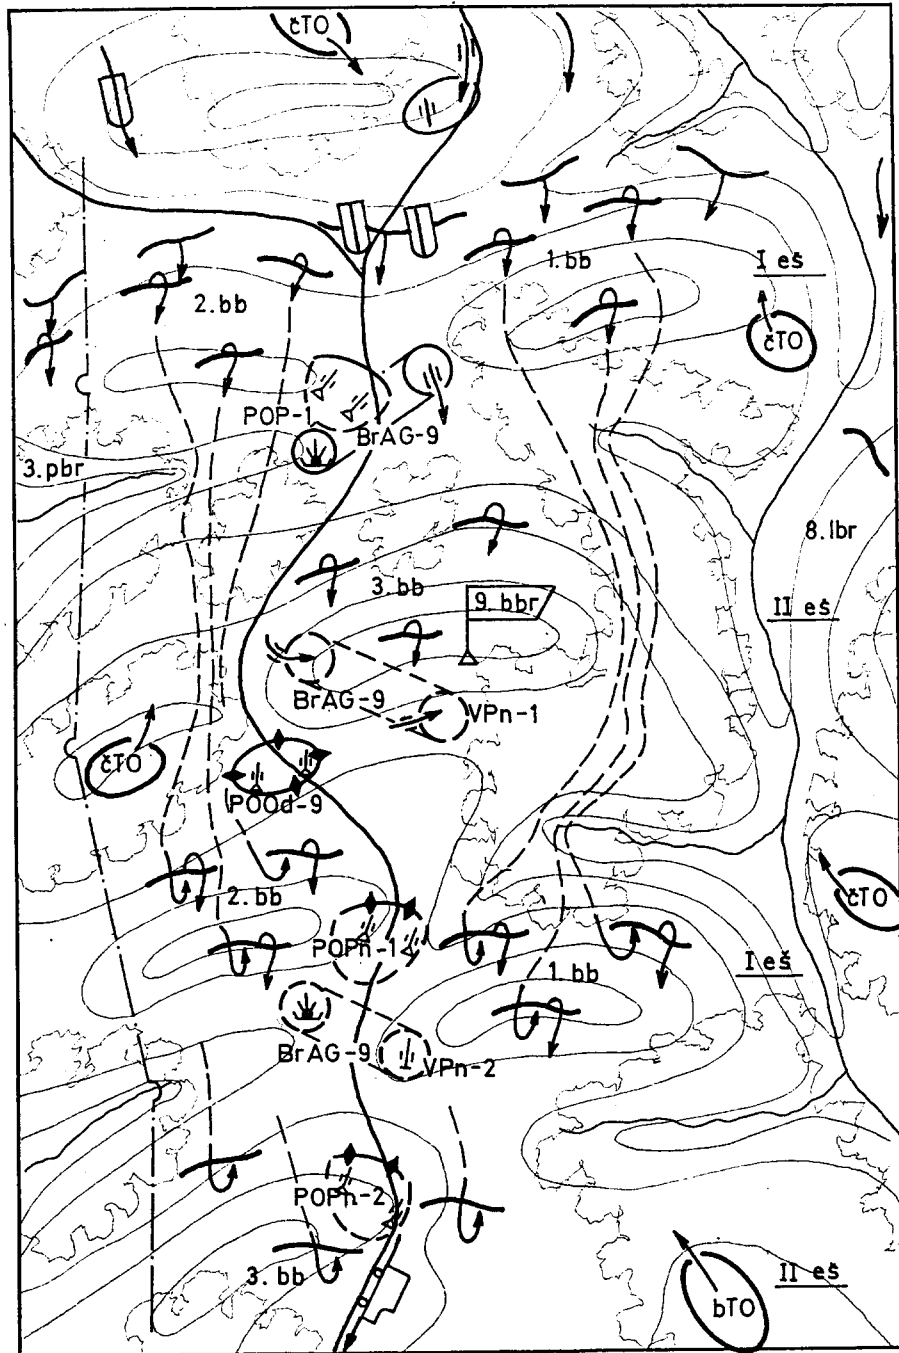 čTO
1.bb
I eš
2.bb
čTO
POP-1
BrAG-9
3.pbr
8.lbr
3.bb
9. bbr
II eš
BrAG-9
VPn-1
čTO
POOd-9
čTO
2.bb
POPn-1
I eš
1.bb
BrAG-9
VPn-2
POPn-2
3.bb
II eš
bTO